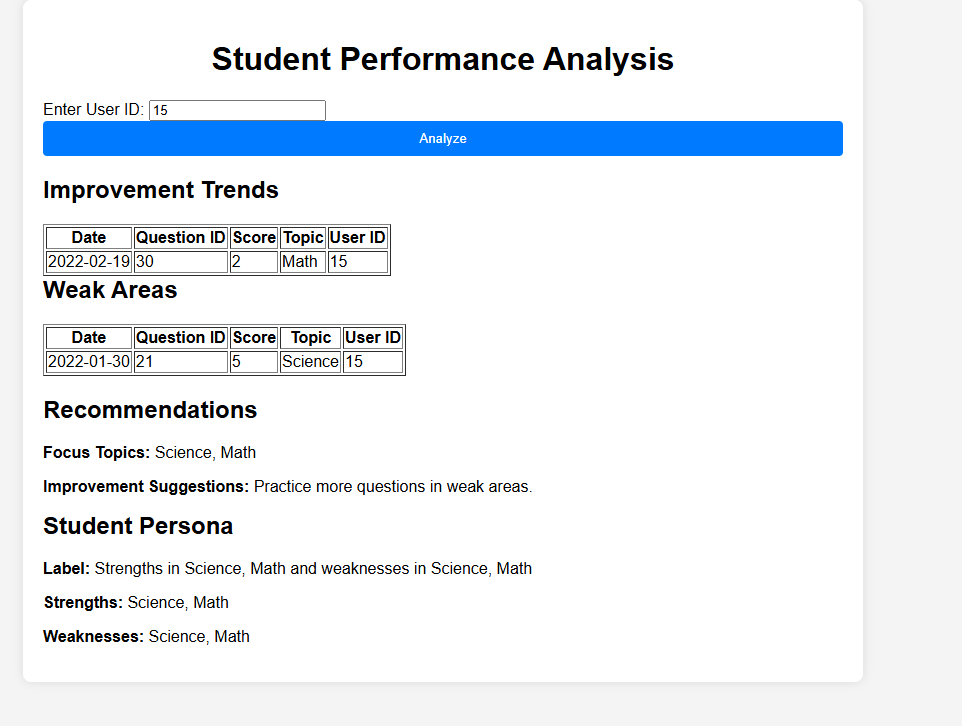 Student Performance Analysis
Enter User ID: 15
Analyze
Improvement Trends
Date Question ID Score Topic User ID
2022-02-19 30 2 Math 15
Weak Areas
Date Question ID Score Topic User ID
2022-01-30 21 5 Science 15
Recommendations
Focus Topics: Science, Math
Improvement Suggestions: Practice more questions in weak areas.
Student Persona
Label: Strengths in Science, Math and weaknesses in Science, Math
Strengths: Science, Math
Weaknesses: Science, Math